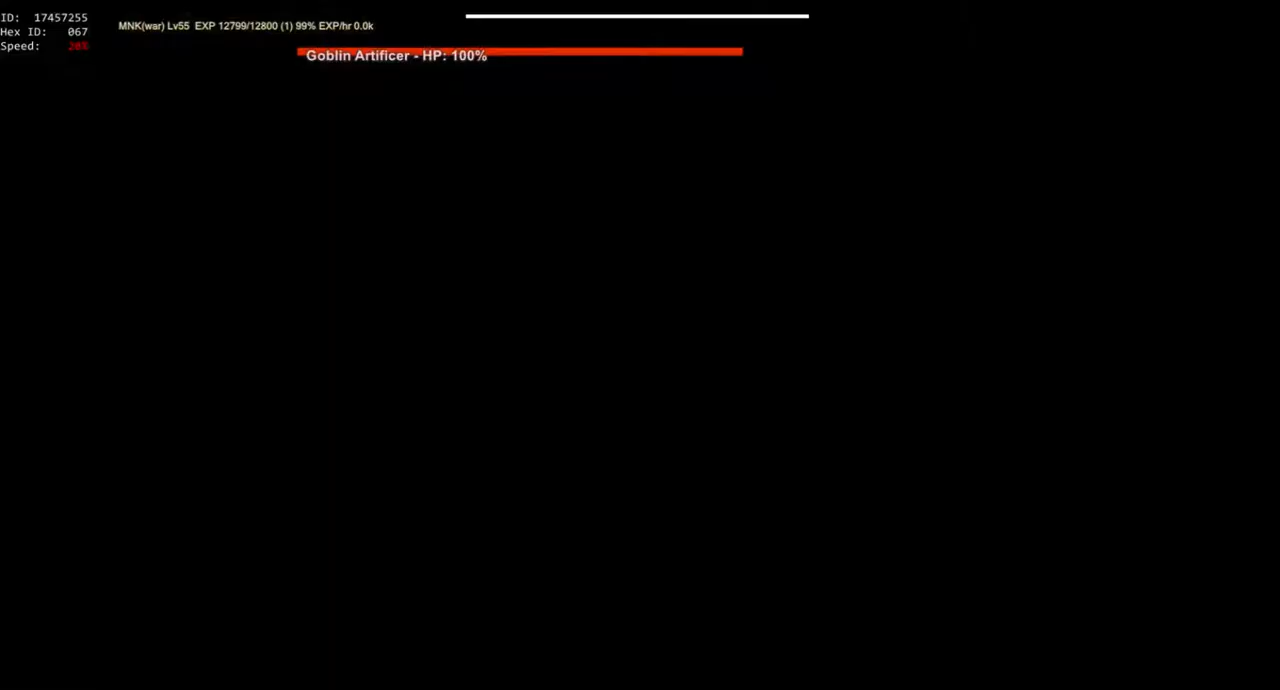 ID: 17457255
Hex ID: 067
Speed: 20%
MNK(war) Lv55 EXP 12799/12800 (1) 99% EXP/hr 0.0k
Goblin Artificer - HP: 100%